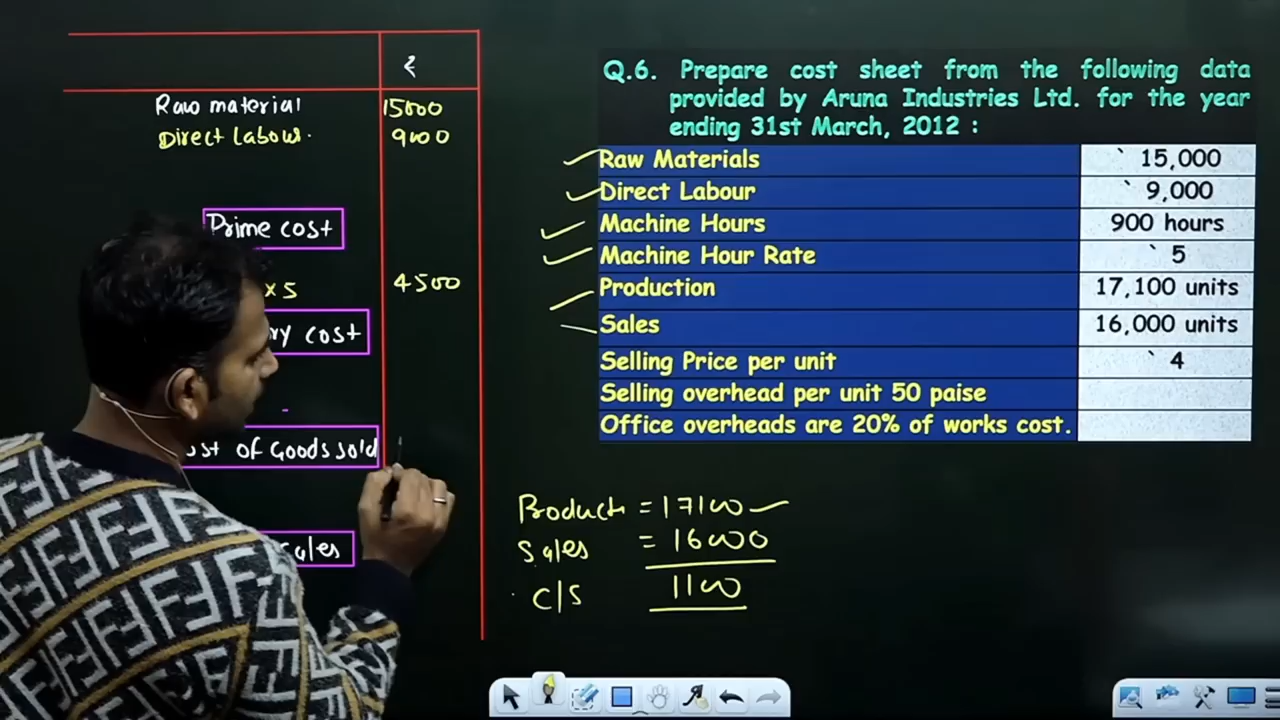 ₹
Raw material 15000
Direct Labour. 9000
Prime cost
× 5 4500
ry cost
ost of Goods sold
sales
Q.6. Prepare cost sheet from the following data
provided by Aruna Industries Ltd. for the year
ending 31st March, 2012 :
Raw Materials ` 15,000
Direct Labour ` 9,000
Machine Hours 900 hours
Machine Hour Rate ` 5
Production 17,100 units
Sales 16,000 units
Selling Price per unit ` 4
Selling overhead per unit 50 paise
Office overheads are 20% of works cost.
Producti = 17100
Sales = 16000
C/S 1100